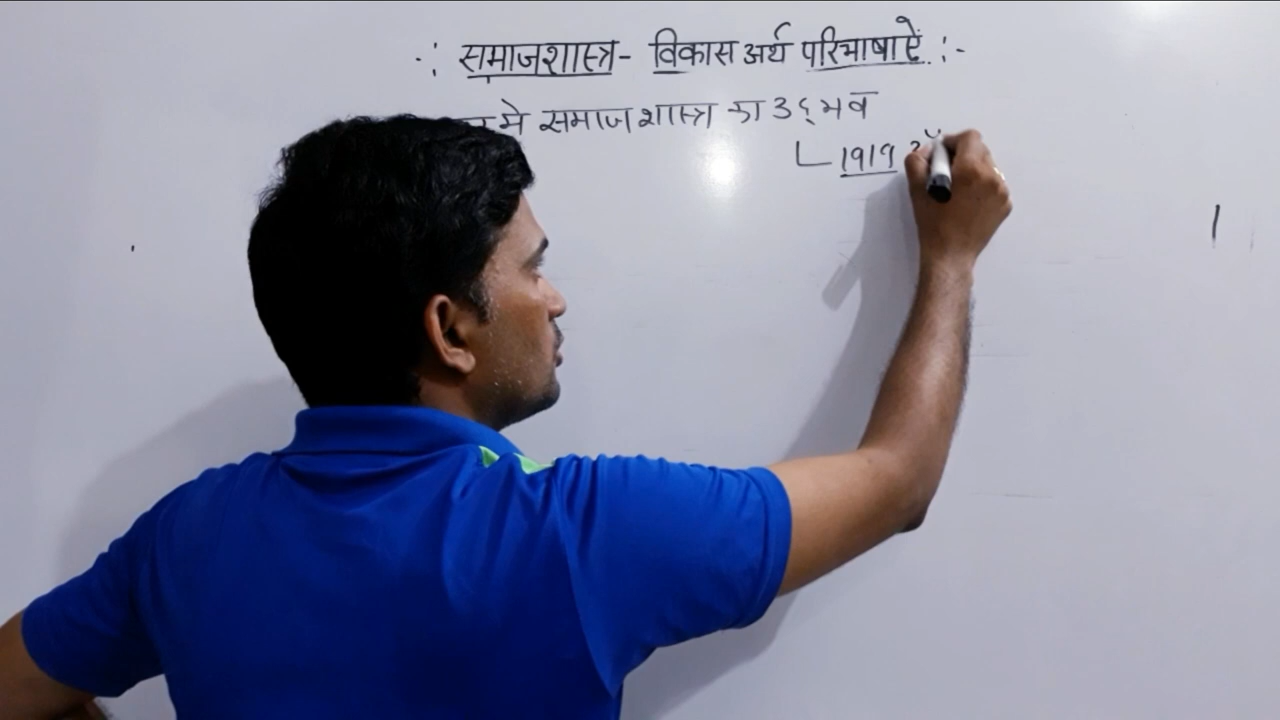 समाजशास्त्र - विकास अर्थ परिभाषाऐं :-
मे समाजशास्त्र का उद्भव
1919